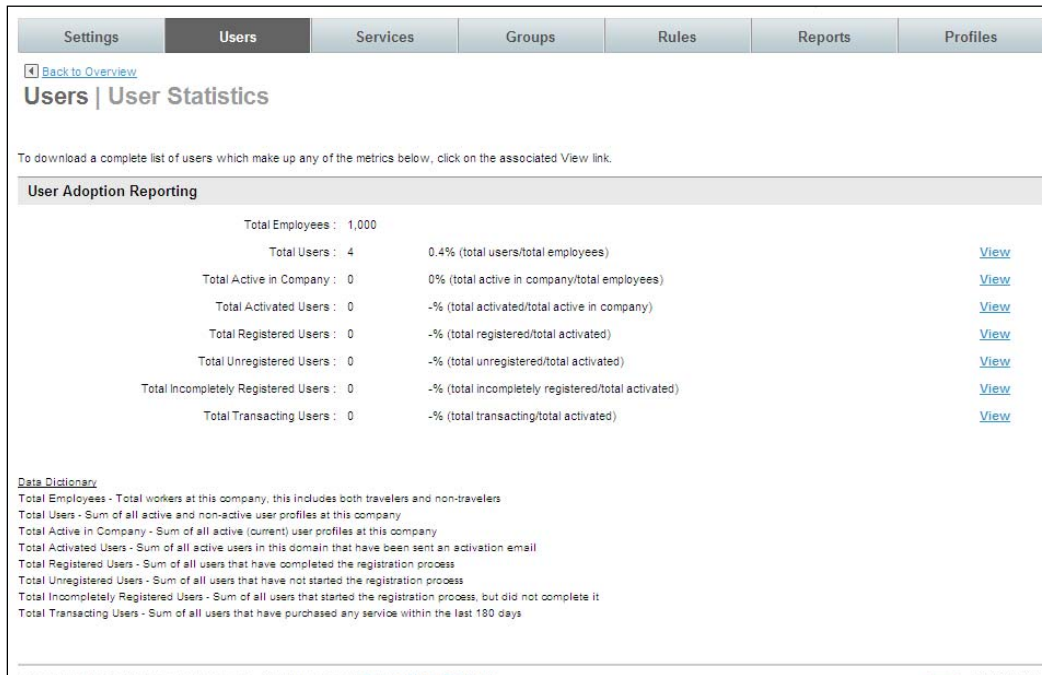 Settings Users Services Groups Rules Reports Profiles
Back to Overview
Users | User Statistics
To download a complete list of users which make up any of the metrics below, click on the associated View link.
User Adoption Reporting
Total Employees : 1,000
Total Users : 4 0.4% (total users/total employees) View
Total Active in Company : 0 0% (total active in company/total employees) View
Total Activated Users : 0 -% (total activated/total active in company) View
Total Registered Users : 0 -% (total registered/total activated) View
Total Unregistered Users : 0 -% (total unregistered/total activated) View
Total Incompletely Registered Users : 0 -% (total incompletely registered/total activated) View
Total Transacting Users : 0 -% (total transacting/total activated) View
Data Dictionary
Total Employees - Total workers at this company, this includes both travelers and non-travelers
Total Users - Sum of all active and non-active user profiles at this company
Total Active in Company - Sum of all active (current) user profiles at this company
Total Activated Users - Sum of all active users in this domain that have been sent an activation email
Total Registered Users - Sum of all users that have completed the registration process
Total Unregistered Users - Sum of all users that have not started the registration process
Total Incompletely Registered Users - Sum of all users that started the registration process, but did not complete it
Total Transacting Users - Sum of all users that have purchased any service within the last 180 days